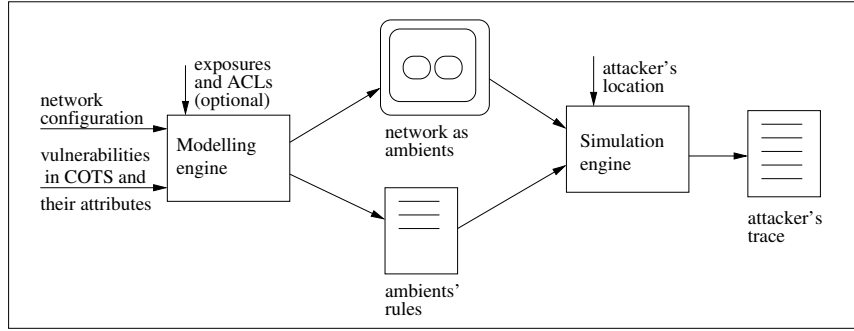 exposures
and ACLs
(optional)
network
configuration
vulnerabilities
in COTS and
their attributes
Modelling
engine
network as
ambients
ambients'
rules
attacker's
location
Simulation
engine
attacker's
trace